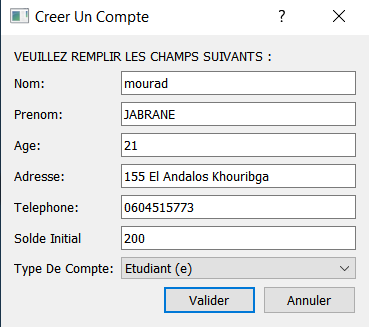 Creer Un Compte
VEUILLEZ REMPLIR LES CHAMPS SUIVANTS :
Nom: mourad
Prenom: JABRANE
Age: 21
Adresse: 155 El Andalos Khouribga
Telephone: 0604515773
Solde Initial 200
Type De Compte: Etudiant (e)
Valider Annuler